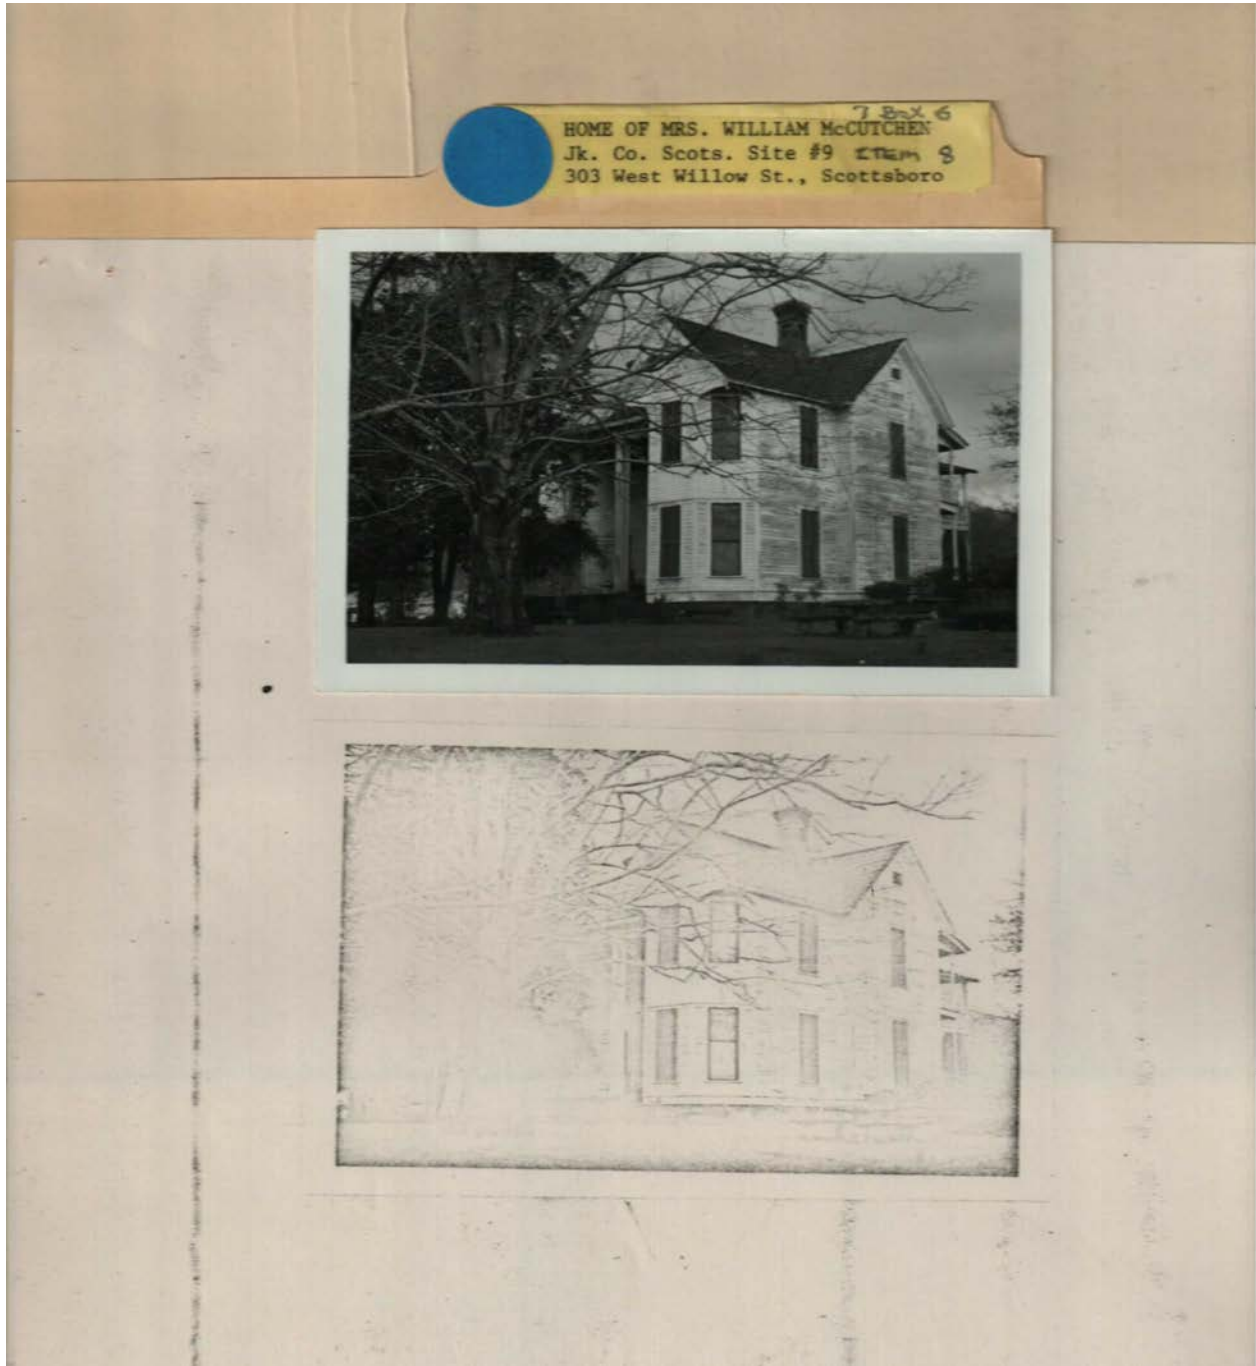 7 Box 6
HOME OF MRS. WILLIAM McCUTCHEN
Jk. Co. Scots. Site #9 ITEM 8
303 West Willow St., Scottsboro